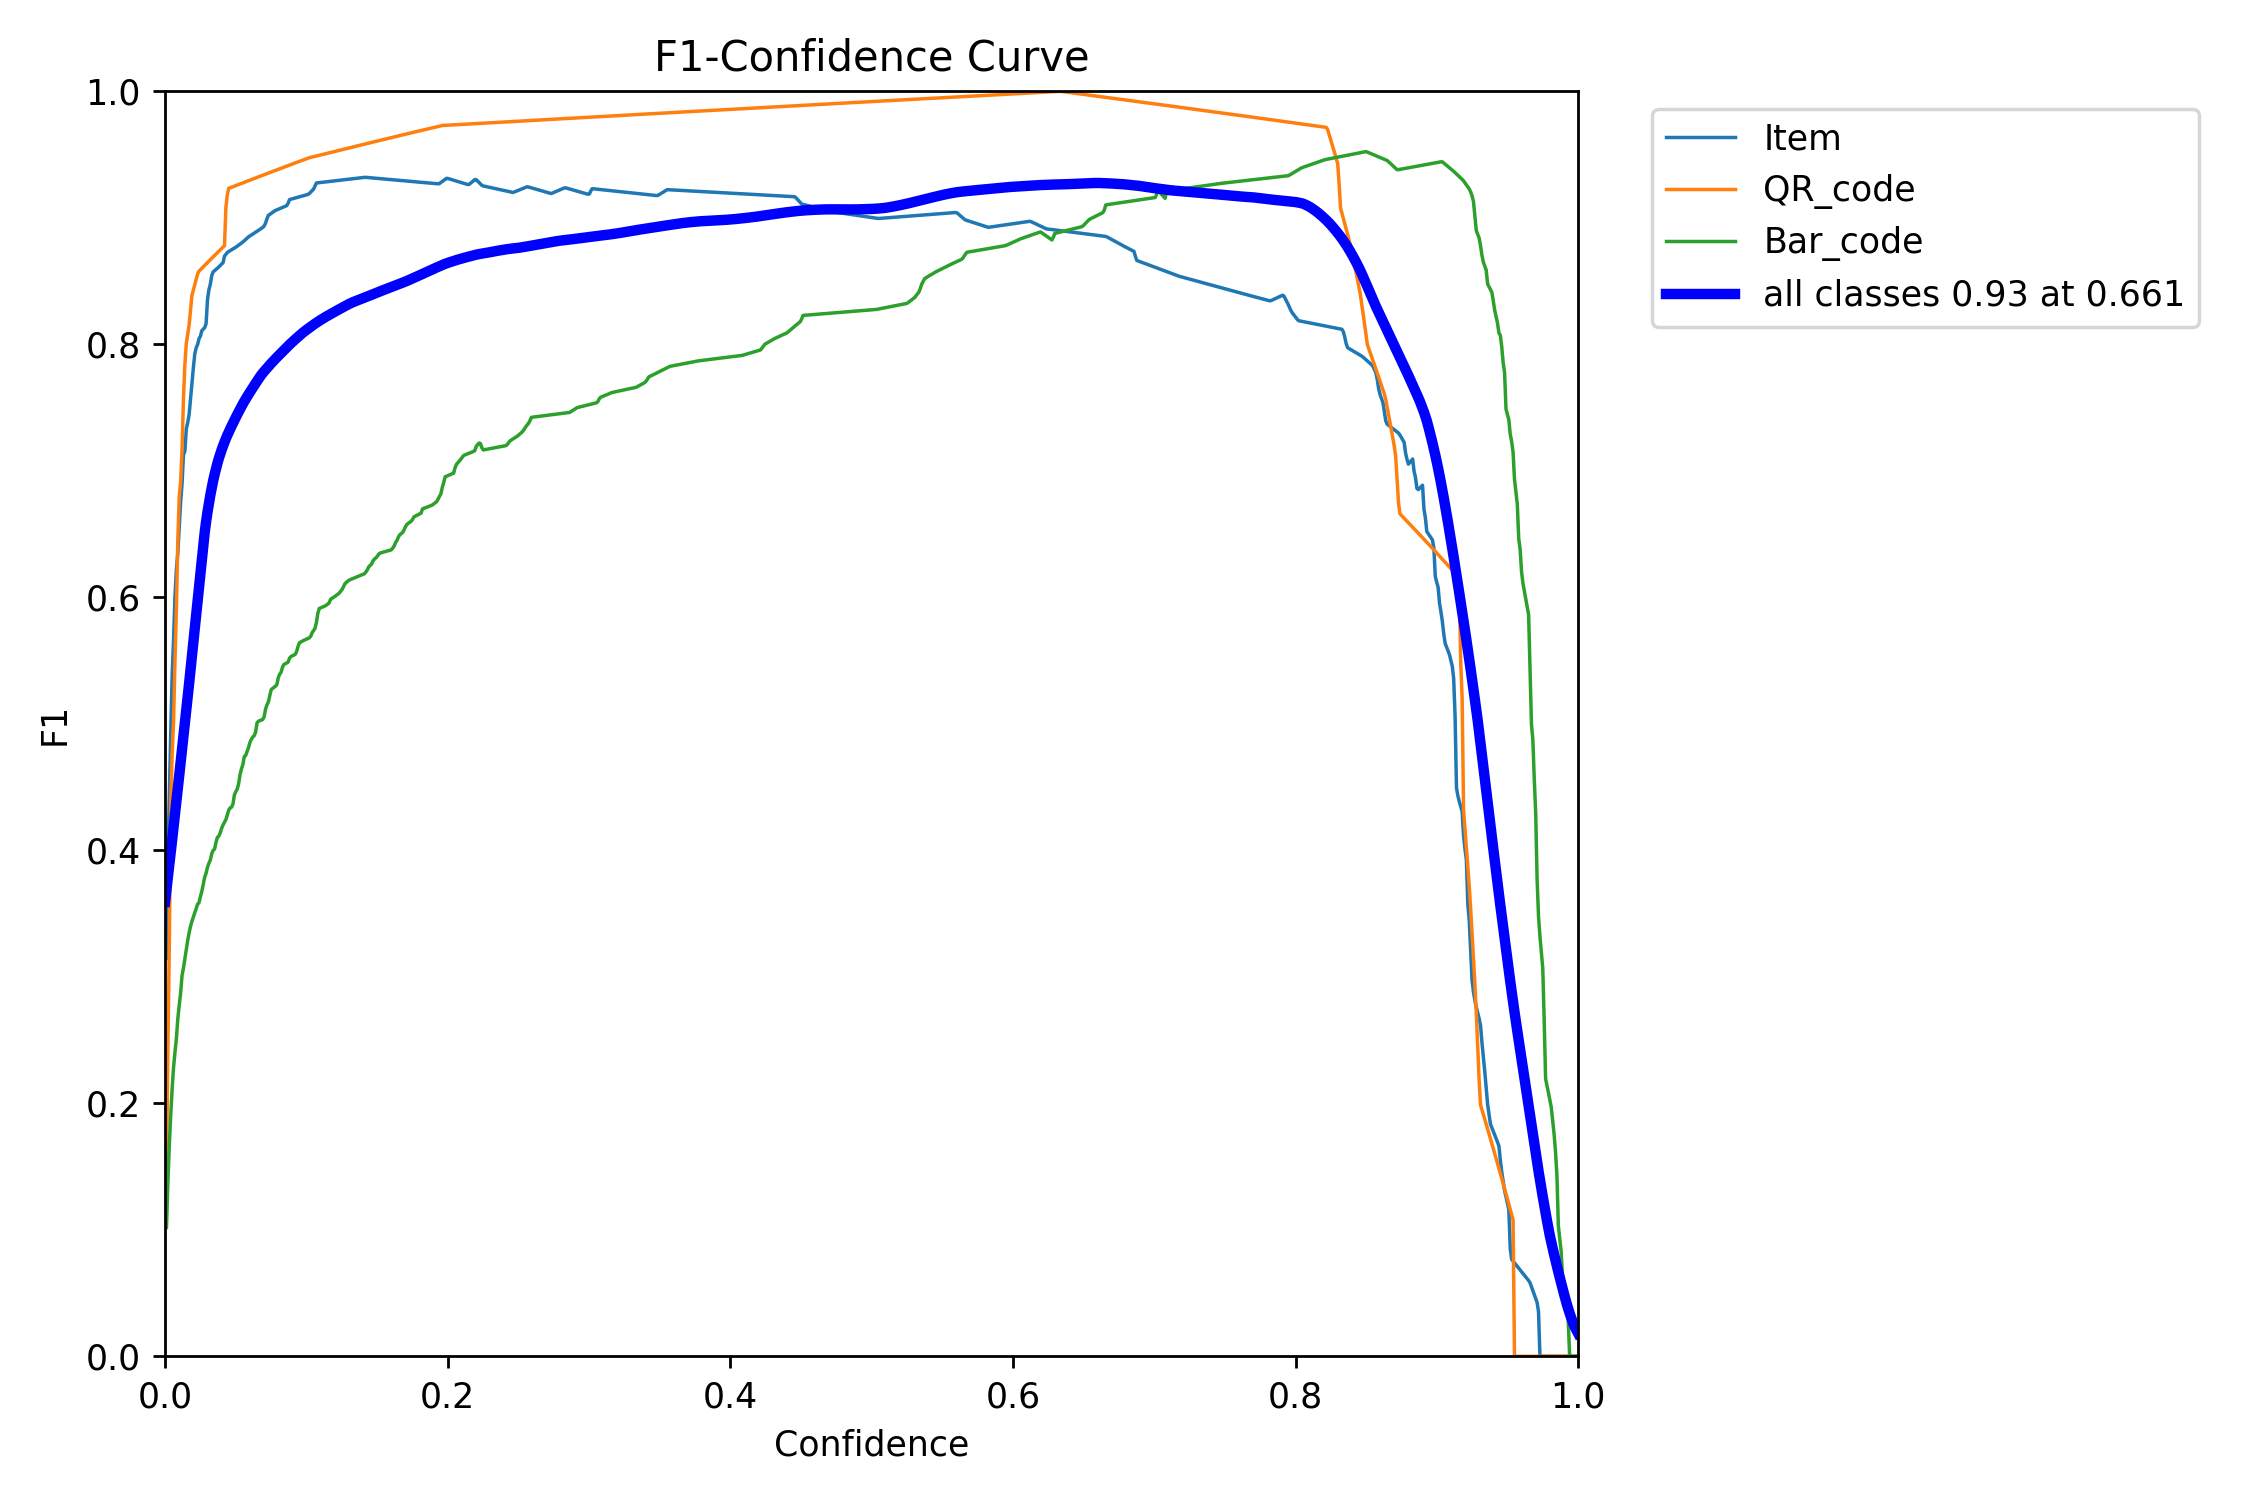 F1-Confidence Curve
1.0
0.8
0.6
0.4
0.2
0.0
F1
0.0 0.2 0.4 0.6 0.8 1.0
Confidence
Item
QR_code
Bar_code
all classes 0.93 at 0.661